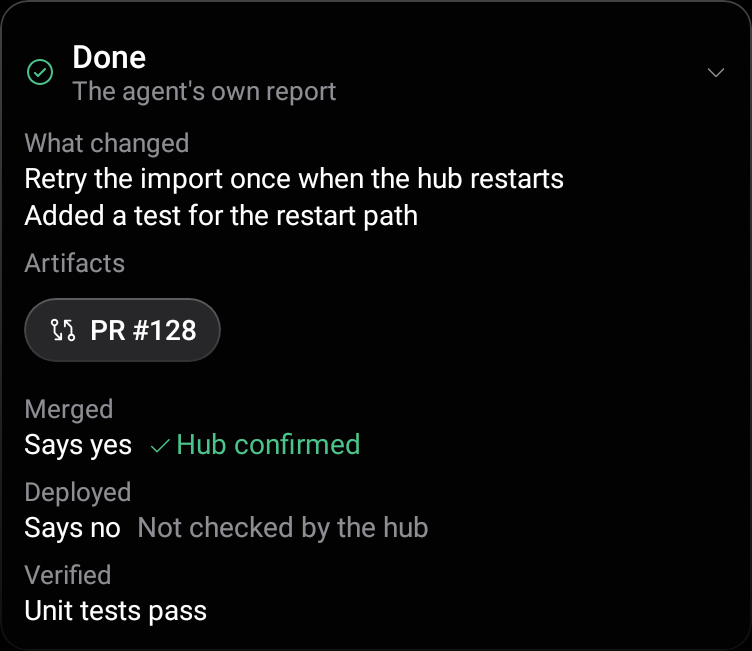 Done
The agent's own report
What changed
Retry the import once when the hub restarts
Added a test for the restart path
Artifacts
PR #128
Merged
Says yes Hub confirmed
Deployed
Says no Not checked by the hub
Verified
Unit tests pass